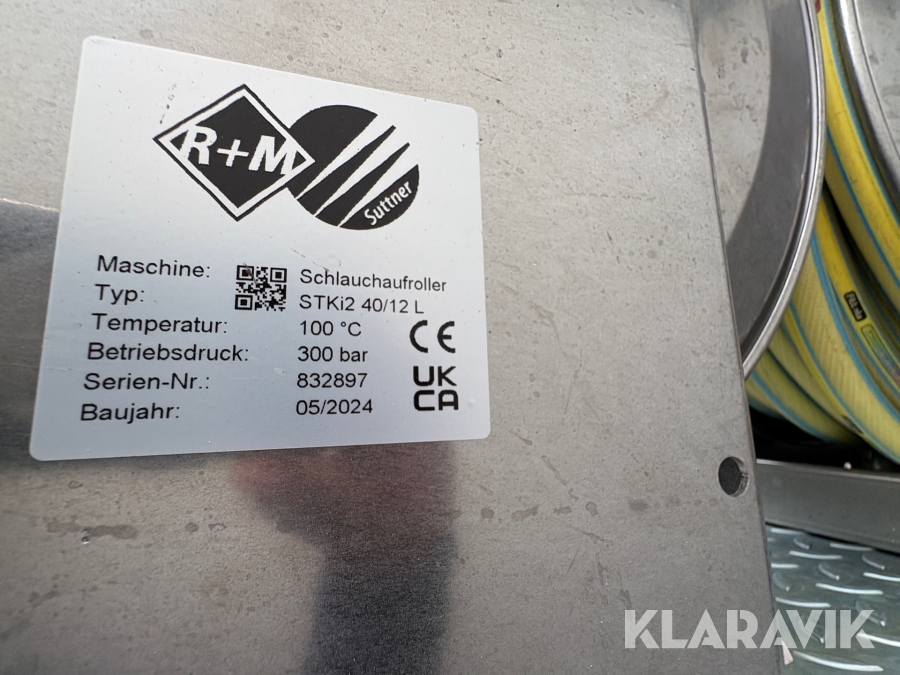 R+M
Suttner
Maschine: Schlauchaufroller
Typ: STKi2 40/12 L
Temperatur: 100 °C
Betriebsdruck: 300 bar
Serien-Nr.: 832897
Baujahr: 05/2024
CE
UK
CA
KLARAVIK